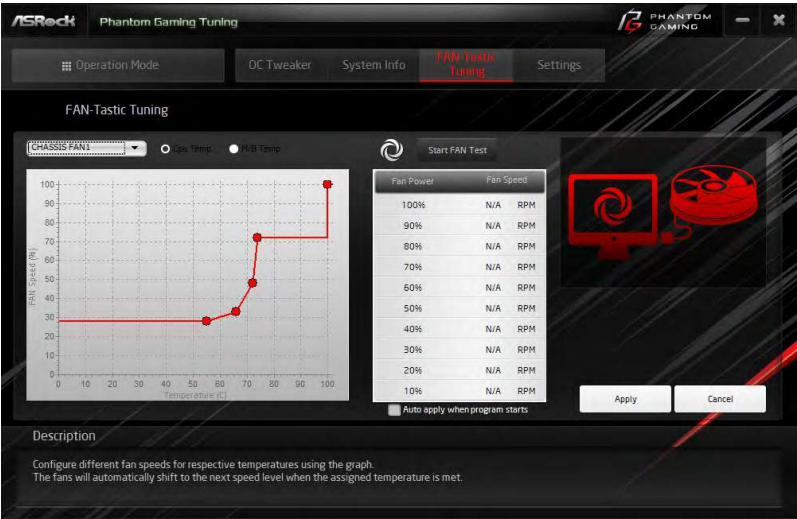 ASRock Phantom Gaming Tuning PHANTOM GAMING
Operation Mode OC Tweaker System Info FAN-Tastic Tuning Settings
FAN-Tastic Tuning
CHASSIS FAN1 Cpu Temp. M/B Temp Start FAN Test
Fan Power Fan Speed
100% N/A RPM
90% N/A RPM
80% N/A RPM
70% N/A RPM
60% N/A RPM
50% N/A RPM
40% N/A RPM
30% N/A RPM
20% N/A RPM
10% N/A RPM
FAN Speed (%)
100
90
80
70
60
50
40
30
20
10
0
0 10 20 30 40 50 60 70 80 90 100
Temperature (C)
Auto apply when program starts
Apply Cancel
Description
Configure different fan speeds for respective temperatures using the graph.
The fans will automatically shift to the next speed level when the assigned temperature is met.